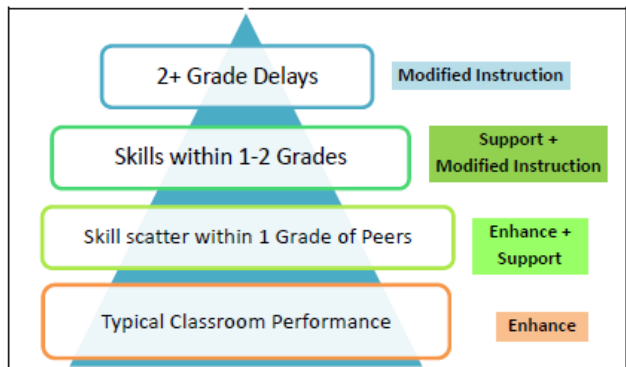 2+ Grade Delays
Modified Instruction
Skills within 1-2 Grades
Support +
Modified Instruction
Skill scatter within 1 Grade of Peers
Enhance +
Support
Typical Classroom Performance
Enhance